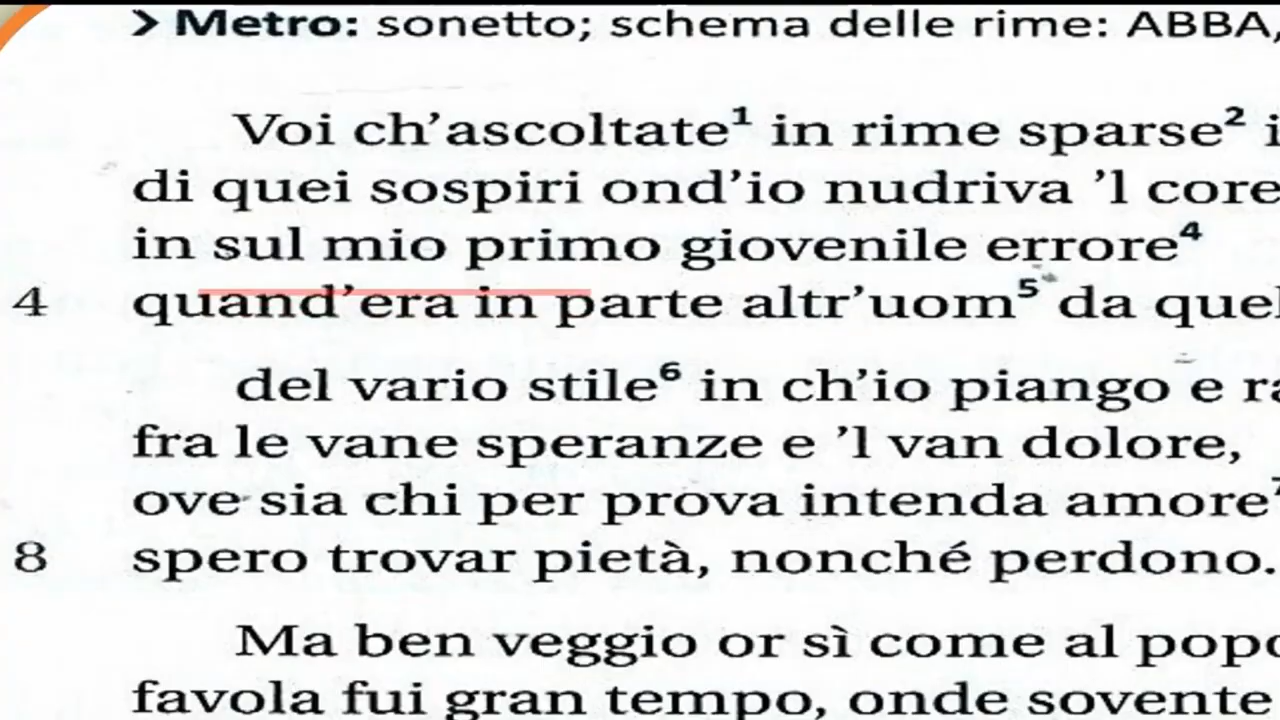 > Metro: sonetto; schema delle rime: ABBA,
Voi ch’ascoltate¹ in rime sparse² i
di quei sospiri ond’io nudriva ’l core
in sul mio primo giovenile errore⁴
4 quand’era in parte altr’uom⁵ da quel
del vario stile⁶ in ch’io piango e ra
fra le vane speranze e ’l van dolore,
ove sia chi per prova intenda amore⁷
8 spero trovar pietà, nonché perdono.
Ma ben veggio or sì come al popo
favola fui gran tempo, onde sovente